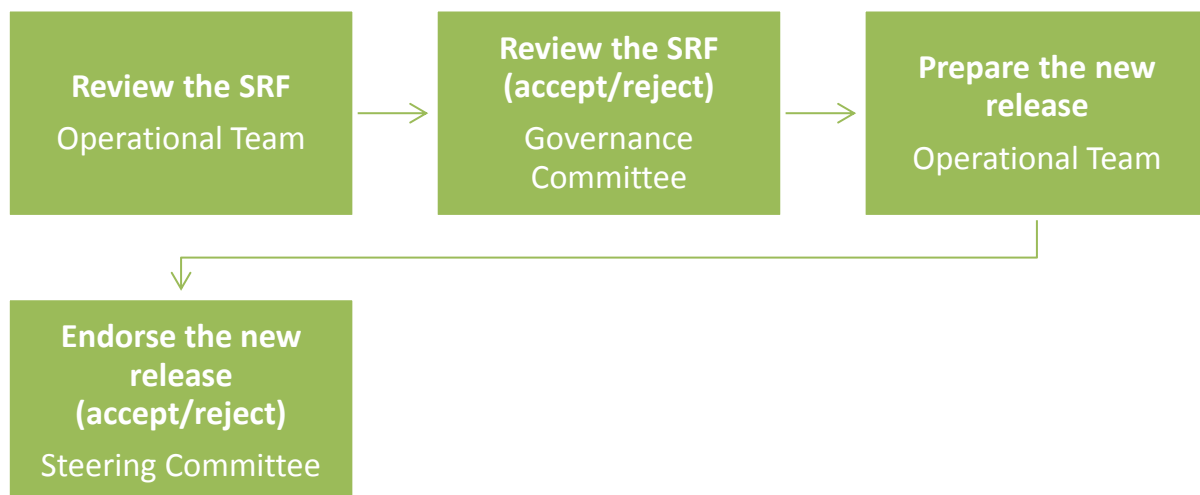 Review the SRF
Operational Team
Review the SRF
(accept/reject)
Governance
Committee
Prepare the new
release
Operational Team
Endorse the new
release
(accept/reject)
Steering Committee